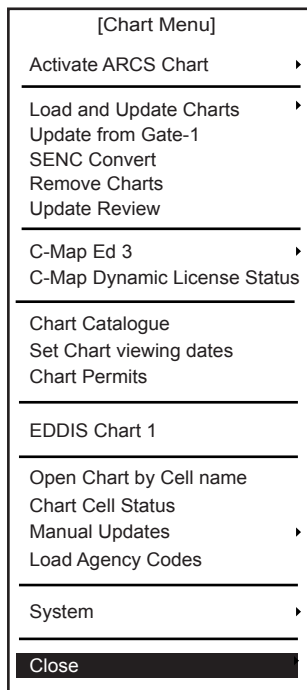 [Chart Menu]
Activate ARCS Chart
Load and Update Charts
Update from Gate-1
SENC Convert
Remove Charts
Update Review
C-Map Ed 3
C-Map Dynamic License Status
Chart Catalogue
Set Chart viewing dates
Chart Permits
EDDIS Chart 1
Open Chart by Cell name
Chart Cell Status
Manual Updates
Load Agency Codes
System
Close